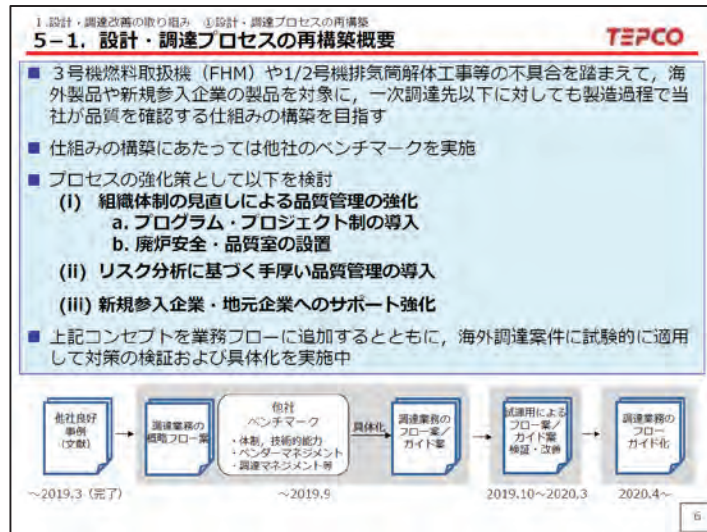 1.設計・調達改善の取り組み ①設計・調達プロセスの再構築
5-1. 設計・調達プロセスの再構築概要
TEPCO
■ 3号機燃料取扱機(FHM)や1/2号機排気筒解体工事等の不具合を踏まえて,海
外製品や新規参入企業の製品を対象に,一次調達先以下に対しても製造過程で当
社が品質を確認する仕組みの構築を目指す
■ 仕組みの構築にあたっては他社のベンチマークを実施
■ プロセスの強化策として以下を検討
(i) 組織体制の見直しによる品質管理の強化
a. プログラム・プロジェクト制の導入
b. 廃炉安全・品質室の設置
(ii) リスク分析に基づく手厚い品質管理の導入
(iii) 新規参入企業・地元企業へのサポート強化
■ 上記コンセプトを業務フローに追加するとともに,海外調達案件に試験的に適用
して対策の検証および具体化を実施中
他社良好
事例
(文献)
調達業務の
概略フロー案
他社
ベンチマーク
・体制,技術的能力
・ベンダーマネジメント
・調達マネジメント等
具体化
調達業務の
フロー案/
ガイド案
試運用による
フロー案/
ガイド案
検証・改善
調達業務の
フロー
ガイド化
~2019.3(完了)
~2019.9
2019.10~2020.3
2020.4~
6